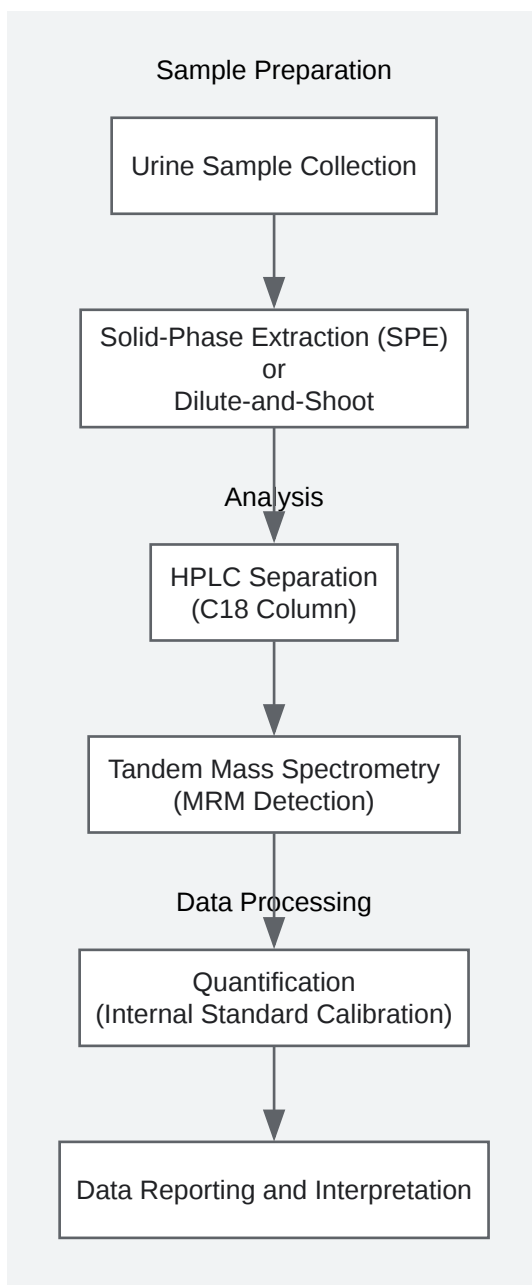 Sample Preparation
Urine Sample Collection
Solid-Phase Extraction (SPE)
or
Dilute-and-Shoot
Analysis
HPLC Separation
(C18 Column)
Tandem Mass Spectrometry
(MRM Detection)
Data Processing
Quantification
(Internal Standard Calibration)
Data Reporting and Interpretation